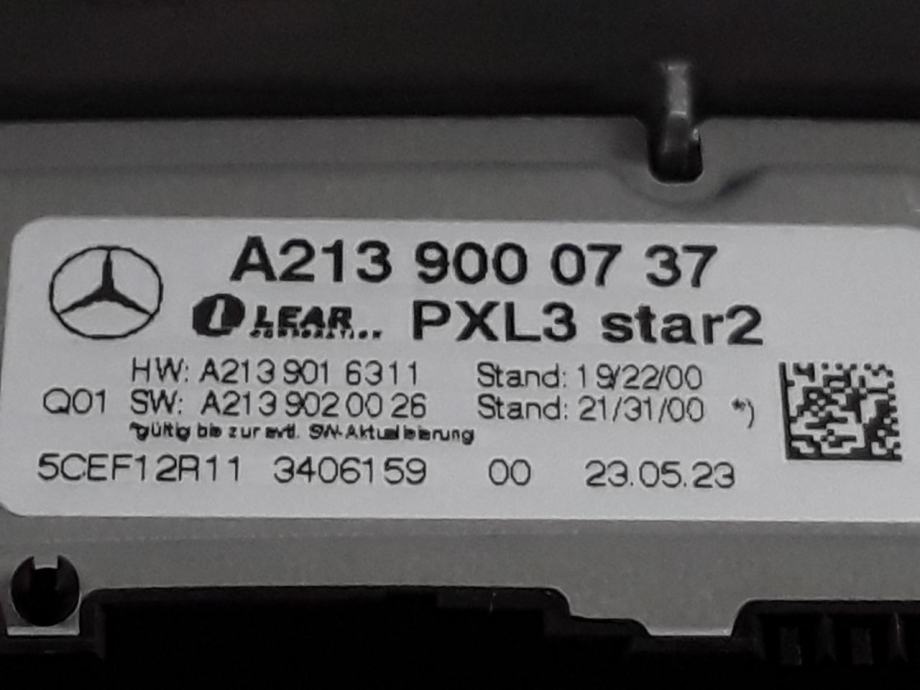 A213 900 07 37
LEAR CORPORATION PXL3 star2
HW: A213 901 6311 Stand: 19/22/00
Q01 SW: A213 902 00 26 Stand: 21/31/00 *)
*gültig bis zur evtl. SW-Aktualisierung
5CEF12R11 3406159 00 23.05.23